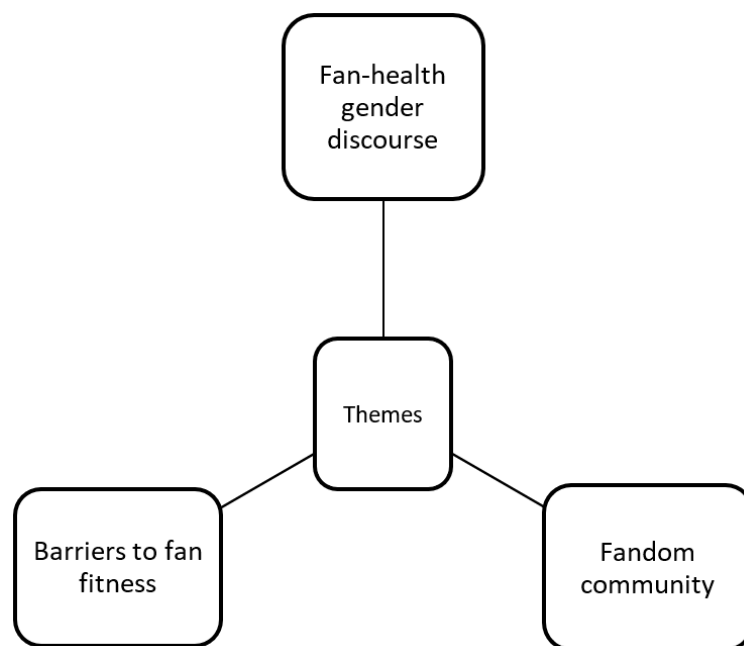 Fan-health
gender
discourse
Themes
Barriers to fan
fitness
Fandom
community